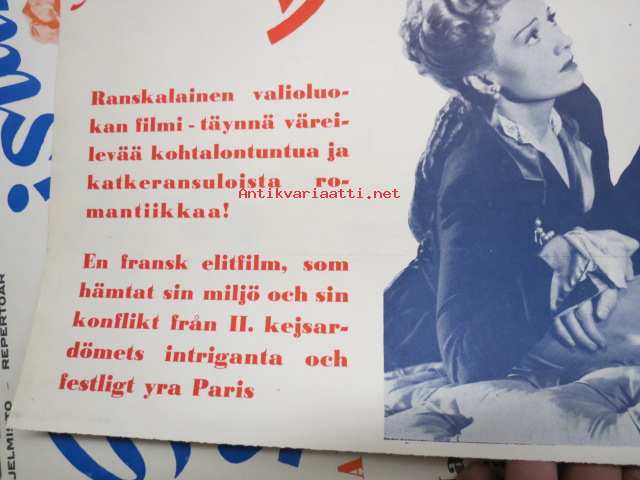 Ranskalainen valioluo-
kan filmi - täynnä värei-
levää kohtalontuntua ja
katkeransuloista ro-
mantiikkaa!
Antikvariaatti.net
En fransk elitfilm, som
hämtat sin miljö och sin
konflikt från II. kejsar-
dömets intriganta och
festligt yra Paris
JELMISTO - REPERTOAR